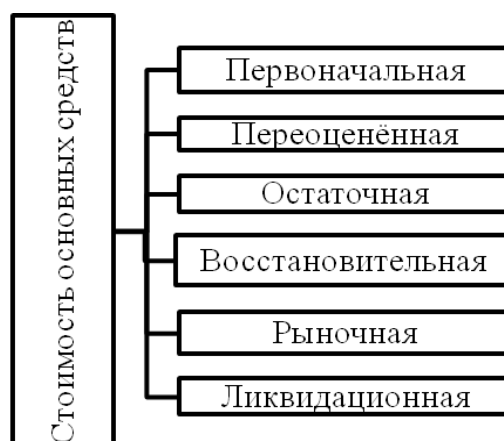 Стоимость основных средств
Первоначальная
Переоценённая
Остаточная
Восстановительная
Рыночная
Ликвидационная